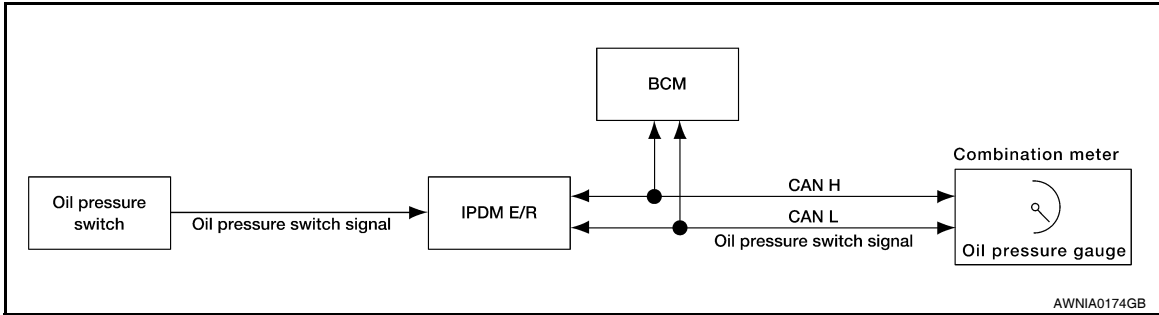 BCM
Combination meter
Oil pressure
switch
Oil pressure switch signal
IPDM E/R
CAN H
CAN L
Oil pressure switch signal
Oil pressure gauge
AWNIA0174GB